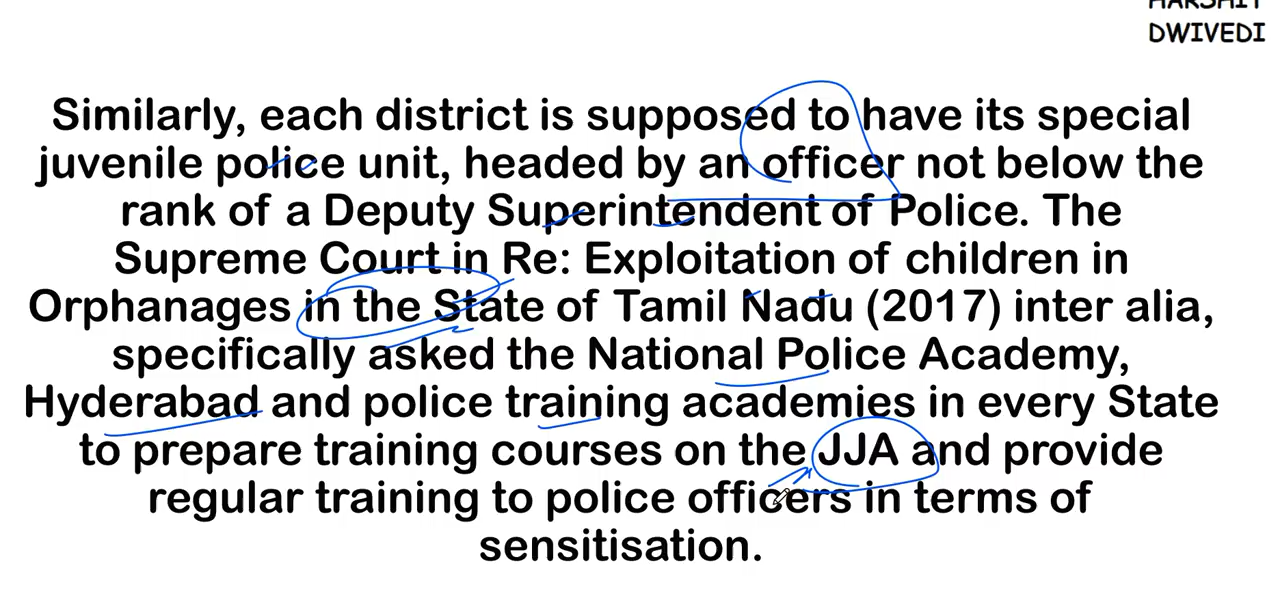 HARSHIT
DWIVEDI
Similarly, each district is supposed to have its special
juvenile police unit, headed by an officer not below the
rank of a Deputy Superintendent of Police. The
Supreme Court in Re: Exploitation of children in
Orphanages in the State of Tamil Nadu (2017) inter alia,
specifically asked the National Police Academy,
Hyderabad and police training academies in every State
to prepare training courses on the JJA and provide
regular training to police officers in terms of
sensitisation.